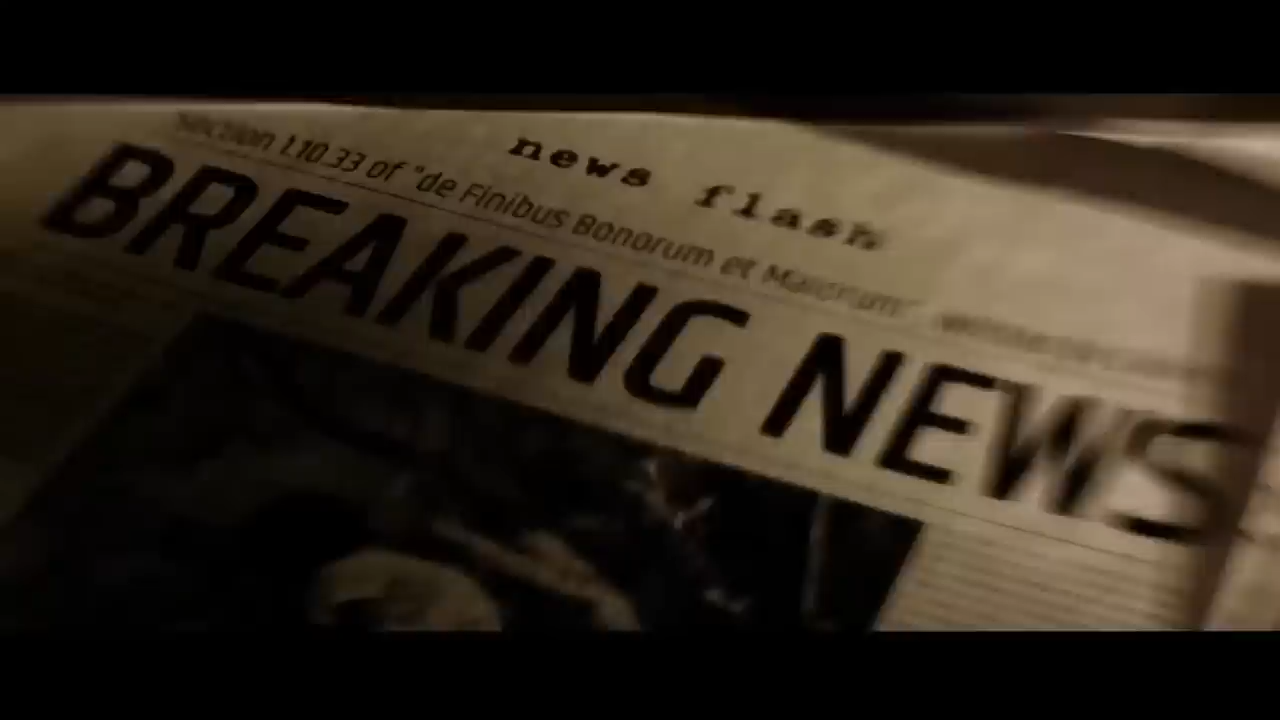 news flash
Section 1.10.33 of "de Finibus Bonorum et Malorum"
BREAKING NEWS